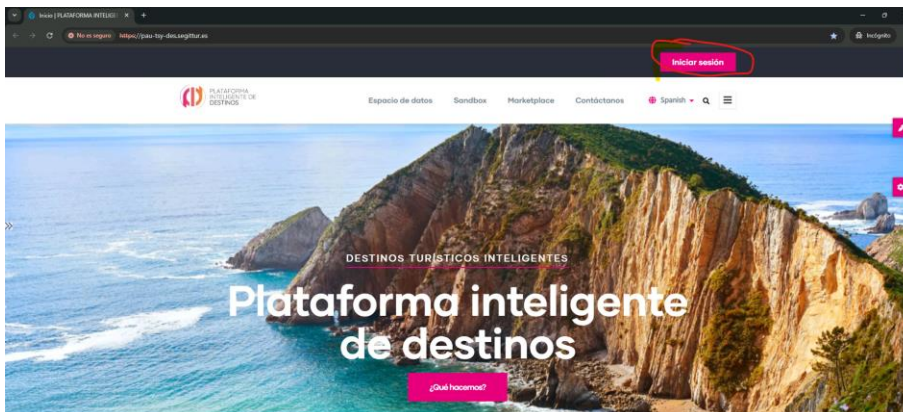 Inicio | PLATAFORMA INTELIG
No es seguro https://pau-tsy-des.segittur.es
Incógnito
Iniciar sesión
PLATAFORMA
INTELIGENTE DE
DESTINOS
Espacio de datos Sandbox Marketplace Contáctanos Spanish
DESTINOS TURÍSTICOS INTELIGENTES
Plataforma inteligente
de destinos
¿Qué hacemos?